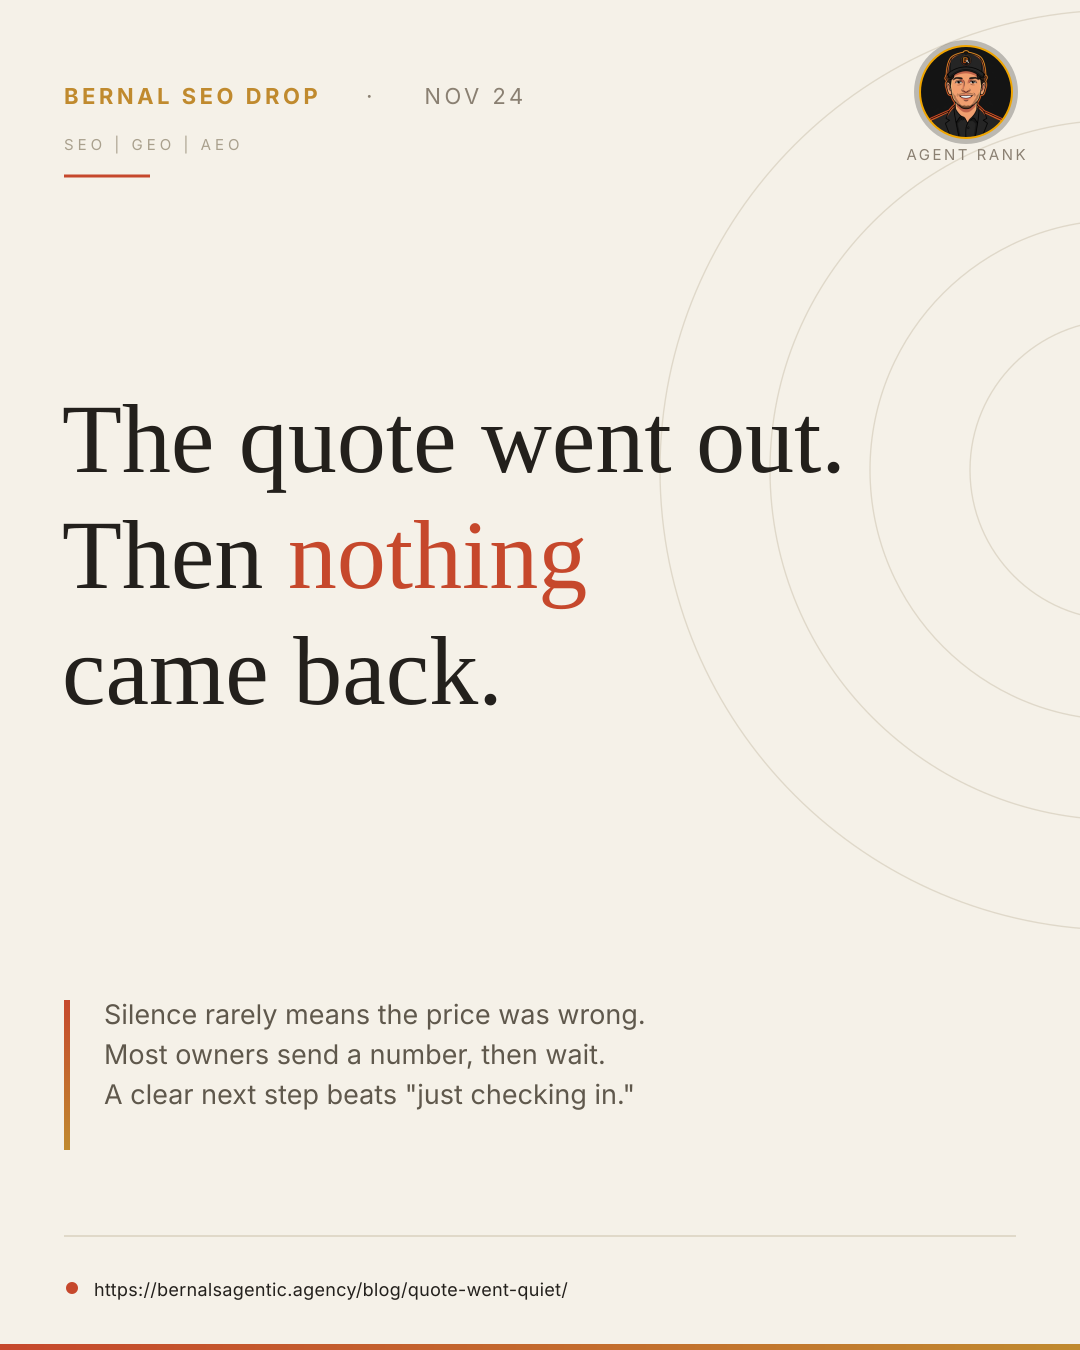 BERNAL SEO DROP · NOV 24
SEO | GEO | AEO
AGENT RANK
The quote went out.
Then nothing
came back.
Silence rarely means the price was wrong.
Most owners send a number, then wait.
A clear next step beats "just checking in."
https://bernalsagentic.agency/blog/quote-went-quiet/